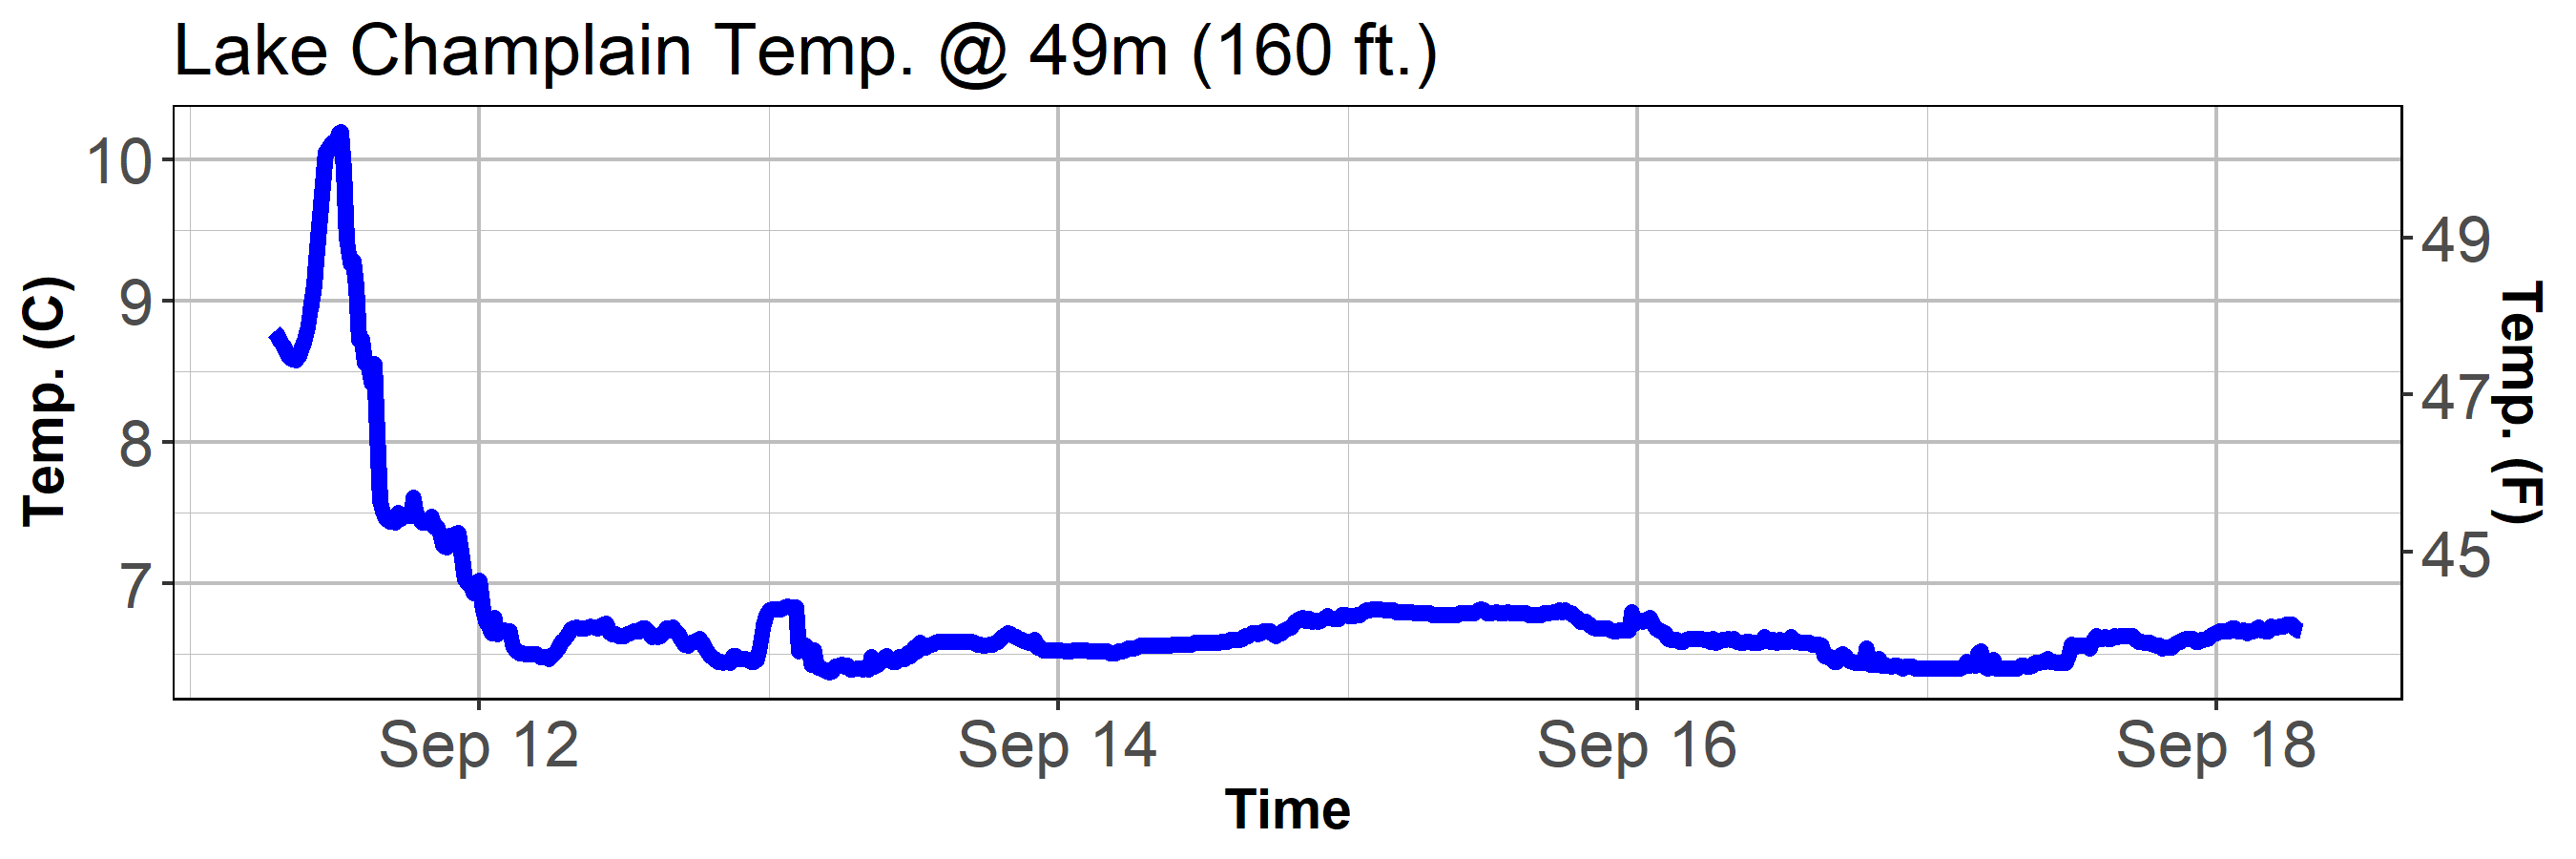 Lake Champlain Temp. @ 49m (160 ft.)
Temp. (C)
10
9
8
7
49
47
45
Temp. (F)
Sep 12
Sep 14
Sep 16
Sep 18
Time